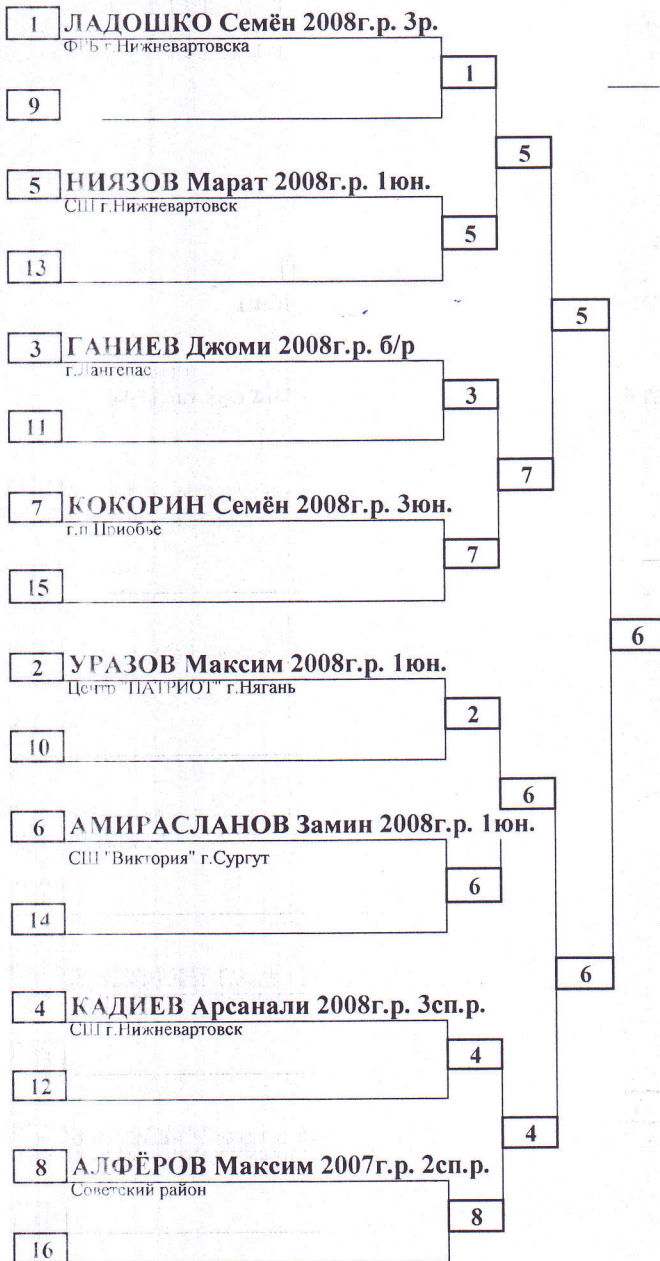 1 ЛАДОШКО Семён 2008г.р. 3р.
ФРБ г.Нижневартовска
1
9
5
5 НИЯЗОВ Марат 2008г.р. 1юн.
СШ г.Нижневартовск
5
13
5
3 ГАНИЕВ Джоми 2008г.р. б/р
г.Лангепас
3
11
7
7 КОКОРИН Семён 2008г.р. 3юн.
г.п.Приобье
7
15
6
2 УРАЗОВ Максим 2008г.р. 1юн.
Центр "ПАТРИОТ" г.Нягань
2
10
6
6 АМИРАСЛАНОВ Замин 2008г.р. 1юн.
СШ "Виктория" г.Сургут
6
14
6
4 КАДИЕВ Арсанали 2008г.р. 3сп.р.
СШ г.Нижневартовск
4
12
4
8 АЛФЁРОВ Максим 2007г.р. 2сп.р.
Советский район
8
16